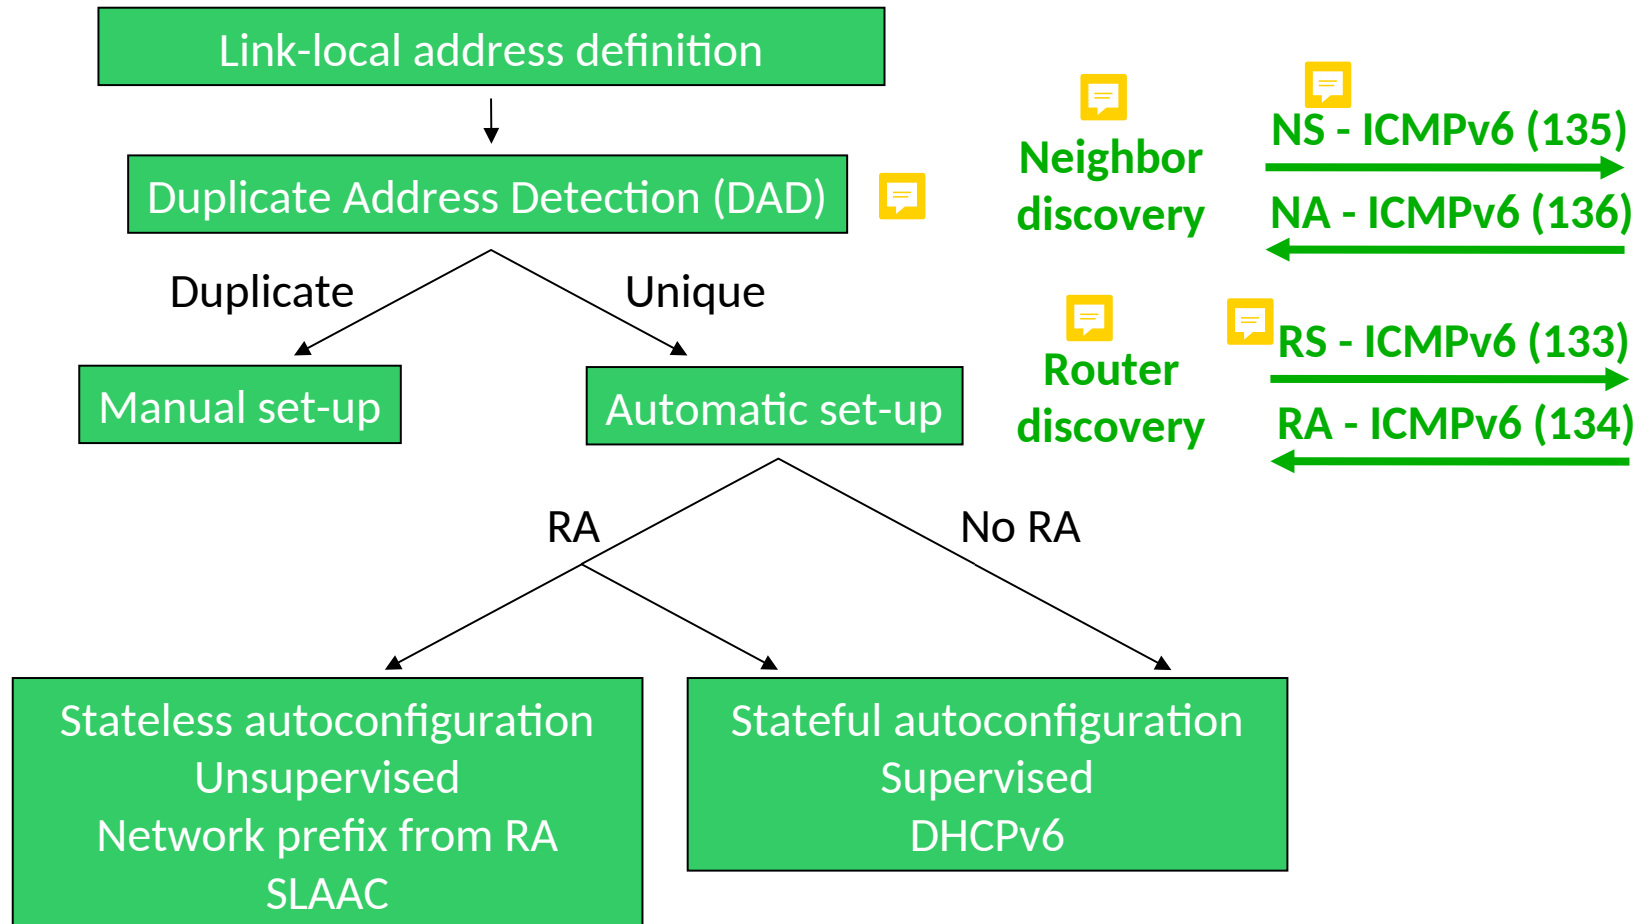 Link-local address definition
Duplicate Address Detection (DAD)
Duplicate
Unique
Manual set-up
Automatic set-up
RA
No RA
Stateless autoconfiguration
Unsupervised
Network prefix from RA
SLAAC
Stateful autoconfiguration
Supervised
DHCPv6
Neighbor
discovery
NS - ICMPv6 (135)
NA - ICMPv6 (136)
Router
discovery
RS - ICMPv6 (133)
RA - ICMPv6 (134)